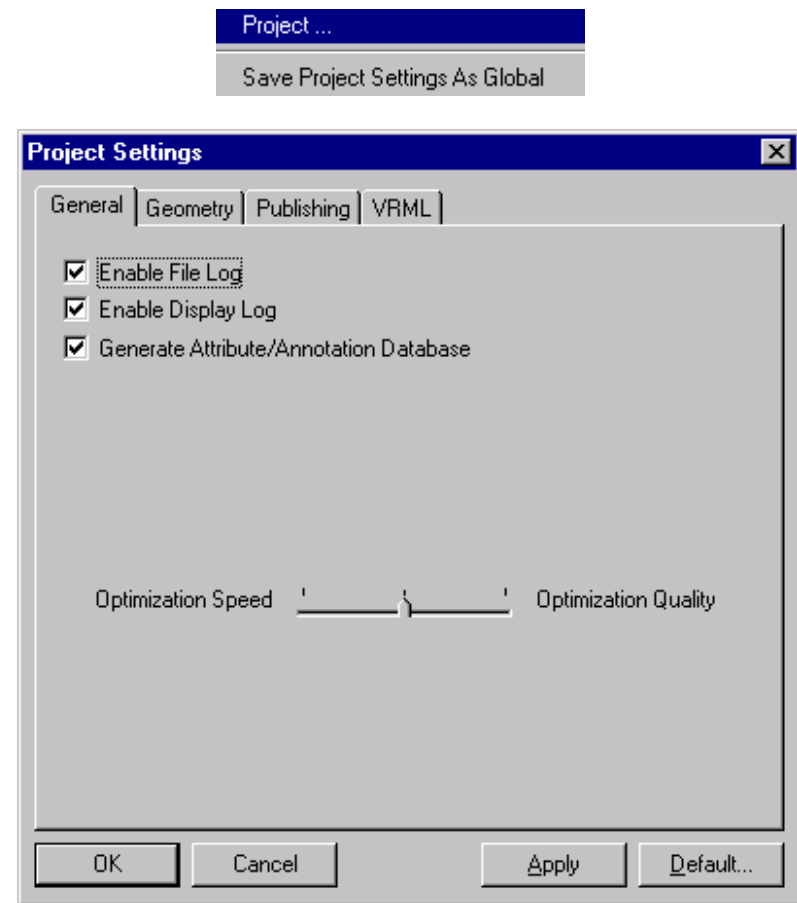 Project ...
Save Project Settings As Global
Project Settings
General Geometry Publishing VRML
Enable File Log
Enable Display Log
Generate Attribute/Annotation Database
Optimization Speed Optimization Quality
OK Cancel Apply Default...